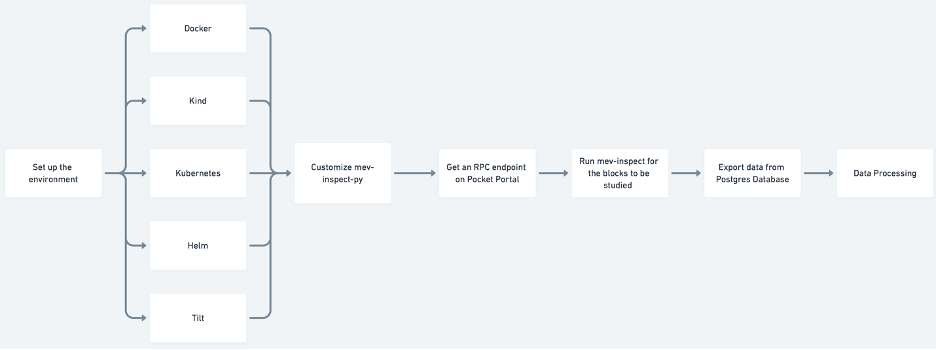 Set up the
environment
Docker
Kind
Kubernetes
Helm
Tilt
Customize mev-
inspect-py
Get an RPC endpoint
on Pocket Portal
Run mev-inspect for
the blocks to be
studied
Export data from
Postgres Database
Data Processing